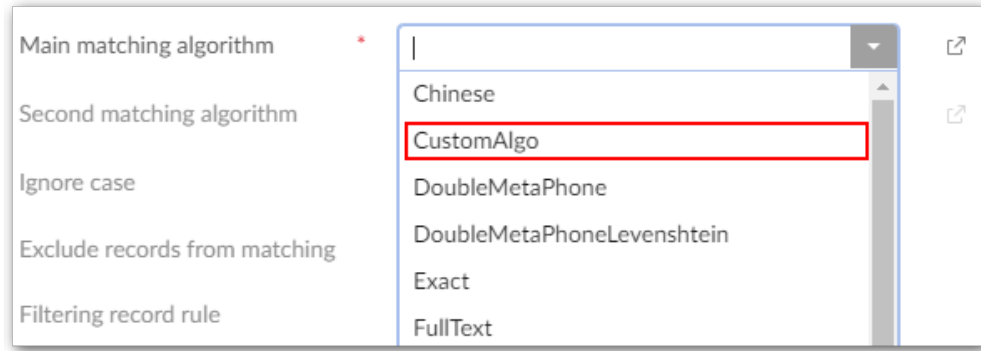 Main matching algorithm *
Chinese
Second matching algorithm
CustomAlgo
Ignore case
DoubleMetaPhone
DoubleMetaPhoneLevenshtein
Exclude records from matching
Exact
Filtering record rule
FullText